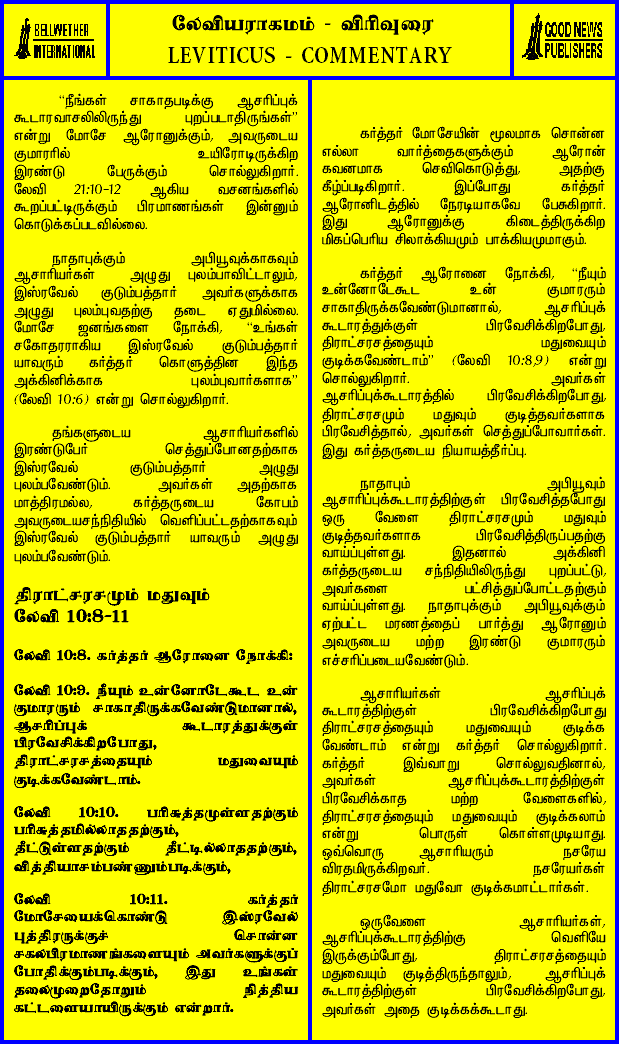 BELLWETHER
INTERNATIONAL
லேவியராகமம் - விரிவுரை
LEVITICUS - COMMENTARY
GOOD NEWS
PUBLISHERS
“நீங்கள் சாகாதபடிக்கு ஆசரிப்புக்
கூடாரவாசலிலிருந்து புறப்படாதிருங்கள்”
என்று மோசே ஆரோனுக்கும், அவருடைய
குமாரரில் உயிரோடிருக்கிற
இரண்டு பேருக்கும் சொல்லுகிறார்.
லேவி 21:10-12 ஆகிய வசனங்களில்
கூறப்பட்டிருக்கும் பிரமாணங்கள் இன்னும்
கொடுக்கப்படவில்லை.
நாதாபுக்கும் அபியூவுக்காகவும்
ஆசாரியர்கள் அழுது புலம்பாவிட்டாலும்,
இஸ்ரவேல் குடும்பத்தார் அவர்களுக்காக
அழுது புலம்புவதற்கு தடை ஏதுமில்லை.
மோசே ஜனங்களை நோக்கி, “உங்கள்
சகோதரராகிய இஸ்ரவேல் குடும்பத்தார்
யாவரும் கர்த்தர் கொளுத்தின இந்த
அக்கினிக்காக புலம்புவார்களாக”
(லேவி 10:6) என்று சொல்லுகிறார்.
தங்களுடைய ஆசாரியர்களில்
இரண்டுபேர் செத்துப்போனதற்காக
இஸ்ரவேல் குடும்பத்தார் அழுது
புலம்வேண்டும். அவர்கள் அதற்காக
மாத்திரமல்ல, கர்த்தருடைய கோபம்
அவருடையசந்நிதியில் வெளிப்பட்டதற்காகவும்
இஸ்ரவேல் குடும்பத்தார் யாவரும் அழுது
புலம்பவேண்டும்.
திராட்சரசமும் மதுவும்
லேவி 10:8-11
லேவி 10:8. கர்த்தர் ஆரோனை நோக்கி:
லேவி 10:9. நீயும் உன்னோடேகூட உன்
குமாரரும் சாகாதிருக்கவேண்டுமானால்,
ஆசரிப்புக் கூடாரத்துக்குள்
பிரவேசிக்கிறபோது,
திராட்சரசத்தையும் மதுவையும்
குடிக்கவேண்டாம்.
லேவி 10:10. பரிசுத்தமுள்ளதற்கும்
பரிசுத்தமில்லாததற்கும்,
தீட்டுள்ளதற்கும் தீட்டில்லாததற்கும்,
வித்தியாசம்பண்ணும்படிக்கும்,
லேவி 10:11. கர்த்தர்
மோசேயைக்கொண்டு இஸ்ரவேல்
புத்திரருக்குச் சொன்ன
சகலபிரமாணங்களையும் அவர்களுக்குப்
போதிக்கும்படிக்கும், இது உங்கள்
தலைமுறைதோறும் நித்திய
கட்டளையாயிருக்கும் என்றார்.
கர்த்தர் மோசேயின் மூலமாக சொன்ன
எல்லா வார்த்தைகளுக்கும் ஆரோன்
கவனமாக செவிகொடுத்து, அதற்கு
கீழ்ப்படிகிறார். இப்போது கர்த்தர்
ஆரோனிடத்தில் நேரடியாகவே பேசுகிறார்.
இது ஆரோனுக்கு கிடைத்திருக்கிற
மிகப்பெரிய சிலாக்கியமும் பாக்கியமுமாகும்.
கர்த்தர் ஆரோனை நோக்கி, “நீயும்
உன்னோடேகூட உன் குமாரரும்
சாகாதிருக்கவேண்டுமானால், ஆசரிப்புக்
கூடாரத்துக்குள் பிரவேசிக்கிறபோது,
திராட்சரசத்தையும் மதுவையும்
குடிக்கவேண்டாம்” (லேவி 10:8,9) என்று
சொல்லுகிறார். அவர்கள்
ஆசரிப்புக்கூடாரத்தில் பிரவேசிக்கிறபோது,
திராட்சரசமும் மதுவும் குடித்தவர்களாக
பிரவேசித்தால், அவர்கள் செத்துப்போவார்கள்.
இது கர்த்தருடைய நியாயத்தீர்ப்பு.
நாதாபும் அபியூவும்
ஆசாரிப்புக்கூடாரத்திற்குள் பிரவேசித்தபோது
ஒரு வேளை திராட்சரசமும் மதுவும்
குடித்தவர்களாக பிரவேசித்திருப்பதற்கு
வாய்ப்புள்ளது. இதனால் அக்கினி
கர்த்தருடைய சந்நிதியிலிருந்து புறப்பட்டு,
அவர்களை பட்சித்துப்போட்டதற்கும்
வாய்ப்புள்ளது. நாதாபுக்கும் அபியூவுக்கும்
ஏற்பட்ட மரணத்தைப் பார்த்து ஆரோனும்
அவருடைய மற்ற இரண்டு குமாரரும்
எச்சரிப்படையவேண்டும்.
ஆசாரியர்கள் ஆசரிப்புக்
கூடாரத்திற்குள் பிரவேசிக்கிறபோது
திராட்சரசத்தையும் மதுவையும் குடிக்க
வேண்டாம் என்று கர்த்தர் சொல்லுகிறார்.
கர்த்தர் இவ்வாறு சொல்லுவதினால்,
அவர்கள் ஆசரிப்புக்கூடாரத்திற்குள்
பிரவேசிக்காத மற்ற வேளைகளில்,
திராட்சரசத்தையும் மதுவையும் குடிக்கலாம்
என்று பொருள் கொள்ளமுடியாது.
ஒவ்வொரு ஆசாரியரும் நசரேய
விரதமிருக்கிறவர். நசரேயர்கள்
திராட்சரசமோ மதுவோ குடிக்கமாட்டார்கள்.
ஒருவேளை ஆசாரியர்கள்,
ஆசரிப்புக்கூடாரத்திற்கு வெளியே
இருக்கும்போது, திராட்சரசத்தையும்
மதுவையும் குடித்திருந்தாலும், ஆசரிப்புக்
கூடாரத்திற்குள் பிரவேசிக்கிறபோது,
அவர்கள் அதை குடிக்கக்கூடாது.